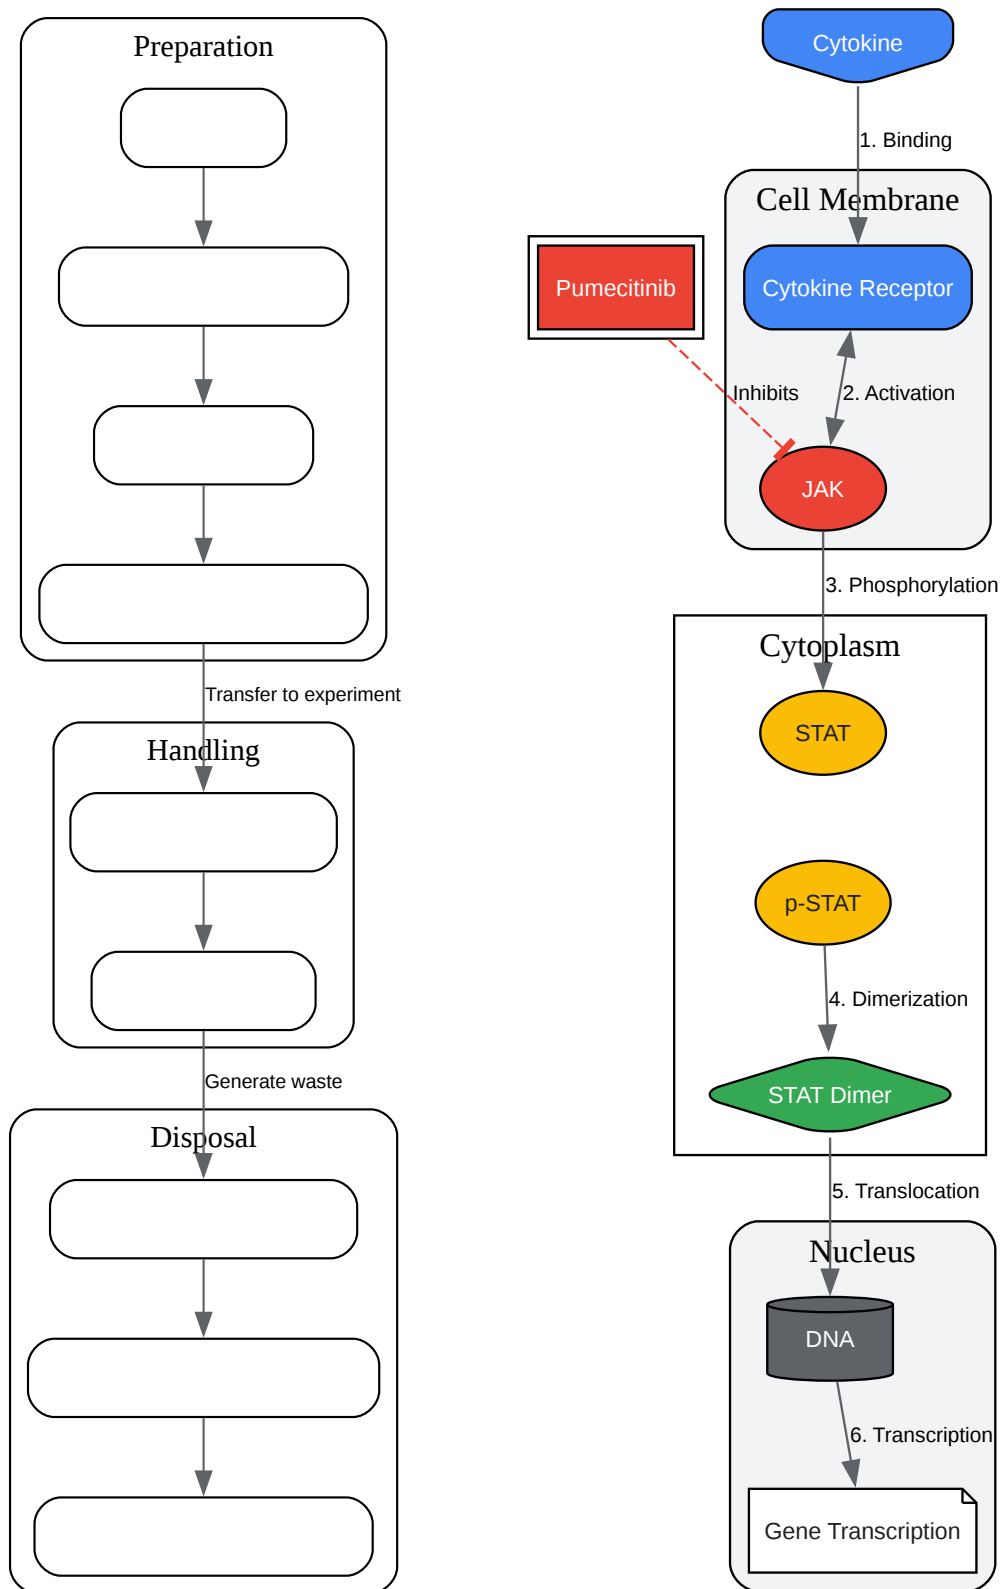 Preparation
Transfer to experiment
Handling
Generate waste
Disposal
Cytokine
1. Binding
Cell Membrane
Pumecitinib
Cytokine Receptor
Inhibits
2. Activation
JAK
3. Phosphorylation
Cytoplasm
STAT
p-STAT
4. Dimerization
STAT Dimer
5. Translocation
Nucleus
DNA
6. Transcription
Gene Transcription